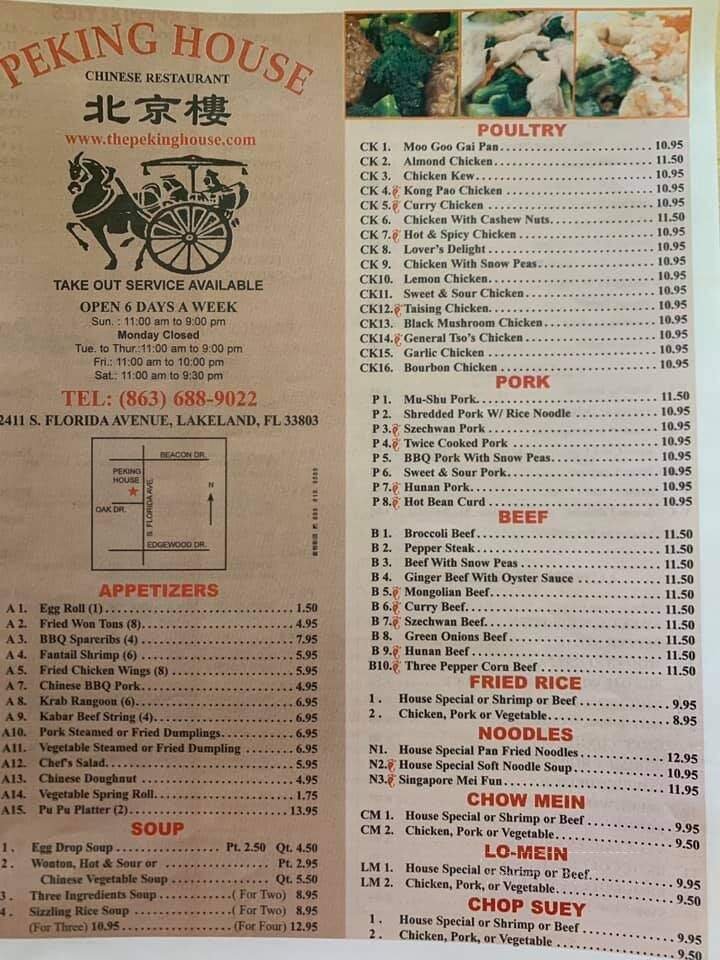 PEKING HOUSE
CHINESE RESTAURANT
北京樓
www.thepekinghouse.com
TAKE OUT SERVICE AVAILABLE
OPEN 6 DAYS A WEEK
Sun. : 11:00 am to 9:00 pm
Monday Closed
Tue. to Thur.:11:00 am to 9:00 pm
Fri.: 11:00 am to 10:00 pm
Sat.: 11:00 am to 9:30 pm
TEL: (863) 688-9022
2411 S. FLORIDA AVENUE, LAKELAND, FL 33803
BEACON DR.
PEKING
HOUSE
S. FLORIDA AVE.
N
OAK DR.
EDGEWOOD DR.
APPETIZERS
A 1. Egg Roll (1) 1.50
A 2. Fried Won Tons (8) 4.95
A 3. BBQ Spareribs (4) 7.95
A 4. Fantail Shrimp (6) 5.95
A 5. Fried Chicken Wings (8) 5.95
A 7. Chinese BBQ Pork 4.95
A 8. Krab Rangoon (6) 6.95
A 9. Kabar Beef String (4) 6.95
A10. Pork Steamed or Fried Dumplings 6.95
A11. Vegetable Steamed or Fried Dumpling 6.95
A12. Chef's Salad 5.95
A13. Chinese Doughnut 4.95
A14. Vegetable Spring Roll 1.75
A15. Pu Pu Platter (2) 13.95
SOUP
1. Egg Drop Soup Pt. 2.50 Qt. 4.50
2. Wonton, Hot & Sour or Pt. 2.95
Chinese Vegetable Soup Qt. 5.50
3. Three Ingredients Soup ( For Two) 8.95
4. Sizzling Rice Soup ( For Two) 8.95
(For Three) 10.95 (For Four) 12.95
POULTRY
CK 1. Moo Goo Gai Pan 10.95
CK 2. Almond Chicken 11.50
CK 3. Chicken Kew 10.95
CK 4. Kong Pao Chicken 10.95
CK 5. Curry Chicken 10.95
CK 6. Chicken With Cashew Nuts 11.50
CK 7. Hot & Spicy Chicken 10.95
CK 8. Lover's Delight 10.95
CK 9. Chicken With Snow Peas 10.95
CK10. Lemon Chicken 10.95
CK11. Sweet & Sour Chicken 10.95
CK12. Taising Chicken 10.95
CK13. Black Mushroom Chicken 10.95
CK14. General Tso's Chicken 10.95
CK15. Garlic Chicken 10.95
CK16. Bourbon Chicken 10.95
PORK
P 1. Mu-Shu Pork 11.50
P 2. Shredded Pork W/ Rice Noodle 10.95
P 3. Szechwan Pork 10.95
P 4. Twice Cooked Pork 10.95
P 5. BBQ Pork With Snow Peas 10.95
P 6. Sweet & Sour Pork 10.95
P 7. Hunan Pork 10.95
P 8. Hot Bean Curd 10.95
BEEF
B 1. Broccoli Beef 11.50
B 2. Pepper Steak 11.50
B 3. Beef With Snow Peas 11.50
B 4. Ginger Beef With Oyster Sauce 11.50
B 5. Mongolian Beef 11.50
B 6. Curry Beef 11.50
B 7. Szechwan Beef 11.50
B 8. Green Onions Beef 11.50
B 9. Hunan Beef 11.50
B10. Three Pepper Corn Beef 11.50
FRIED RICE
1. House Special or Shrimp or Beef 9.95
2. Chicken, Pork or Vegetable 8.95
NOODLES
N1. House Special Pan Fried Noodles 12.95
N2. House Special Soft Noodle Soup 10.95
N3. Singapore Mei Fun 11.95
CHOW MEIN
CM 1. House Special or Shrimp or Beef 9.95
CM 2. Chicken, Pork or Vegetable 9.50
LO-MEIN
LM 1. House Special or Shrimp or Beef 9.95
LM 2. Chicken, Pork, or Vegetable 9.50
CHOP SUEY
1. House Special or Shrimp or Beef 9.95
2. Chicken, Pork, or Vegetable 9.50